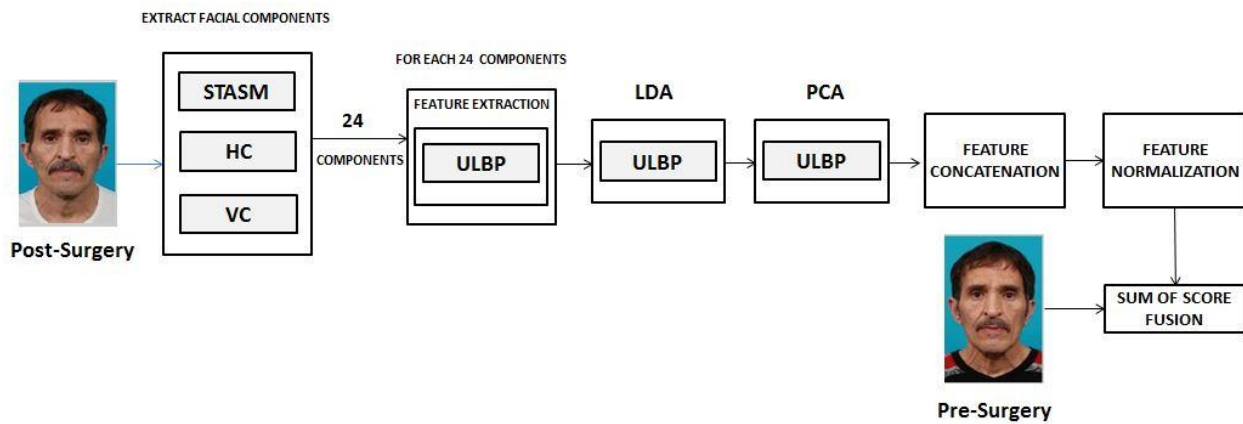 EXTRACT FACIAL COMPONENTS
STASM
HC
VC
Post-Surgery
24
COMPONENTS
FOR EACH 24 COMPONENTS
FEATURE EXTRACTION
ULBP
LDA
ULBP
PCA
ULBP
FEATURE
CONCATENATION
FEATURE
NORMALIZATION
Pre-Surgery
SUM OF SCORE
FUSION